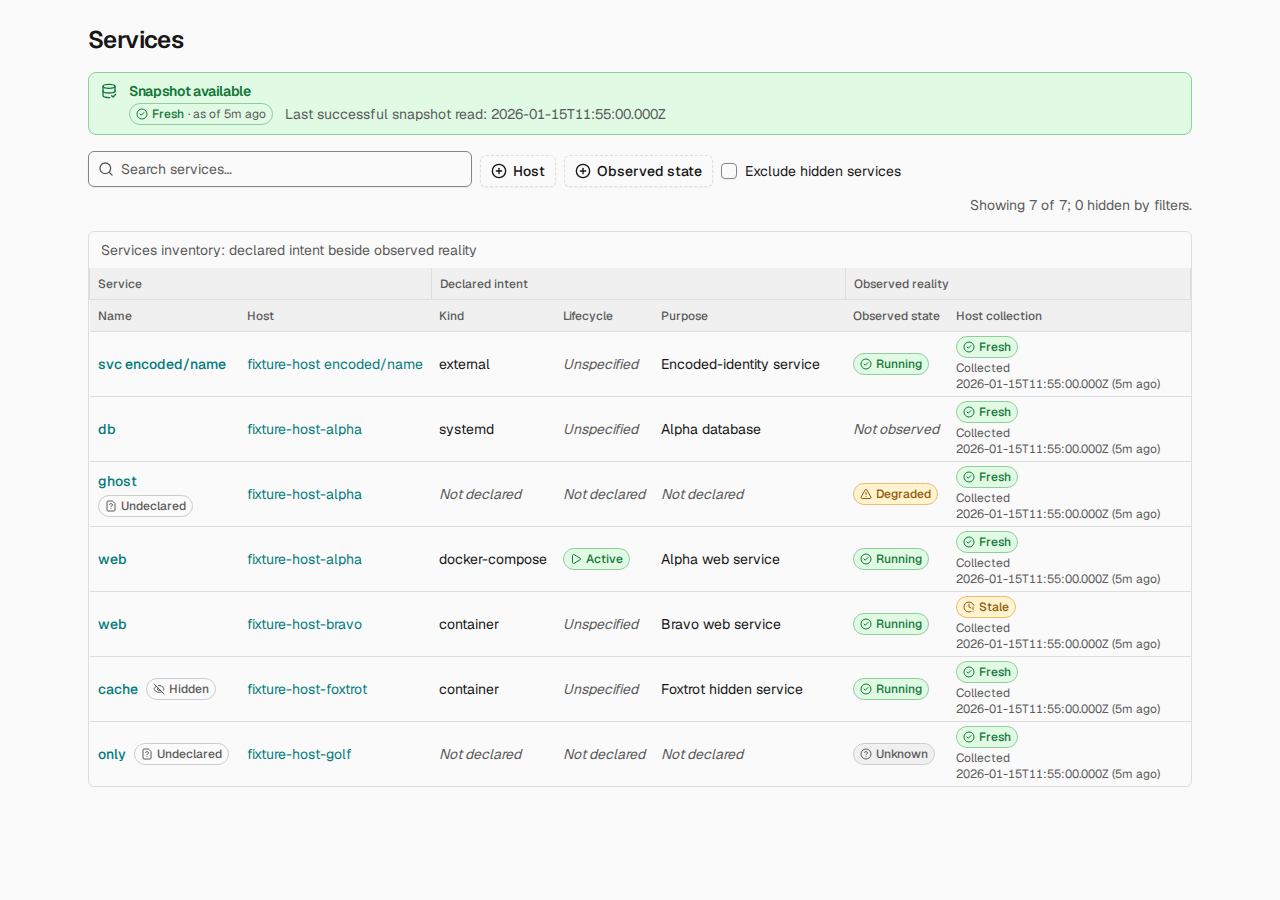 Services
Snapshot available
Fresh · as of 5m ago Last successful snapshot read: 2026-01-15T11:55:00.000Z
Search services... Host Observed state Exclude hidden services
Showing 7 of 7; 0 hidden by filters.
Services inventory: declared intent beside observed reality
Service Declared intent Observed reality
Name Host Kind Lifecycle Purpose Observed state Host collection
svc encoded/name fixture-host encoded/name external Unspecified Encoded-identity service Running Fresh
Collected
2026-01-15T11:55:00.000Z (5m ago)
db fixture-host-alpha systemd Unspecified Alpha database Not observed Fresh
Collected
2026-01-15T11:55:00.000Z (5m ago)
ghost
Undeclared fixture-host-alpha Not declared Not declared Not declared Degraded Fresh
Collected
2026-01-15T11:55:00.000Z (5m ago)
web fixture-host-alpha docker-compose Active Alpha web service Running Fresh
Collected
2026-01-15T11:55:00.000Z (5m ago)
web fixture-host-bravo container Unspecified Bravo web service Running Stale
Collected
2026-01-15T11:55:00.000Z (5m ago)
cache Hidden fixture-host-foxtrot container Unspecified Foxtrot hidden service Running Fresh
Collected
2026-01-15T11:55:00.000Z (5m ago)
only Undeclared fixture-host-golf Not declared Not declared Not declared Unknown Fresh
Collected
2026-01-15T11:55:00.000Z (5m ago)